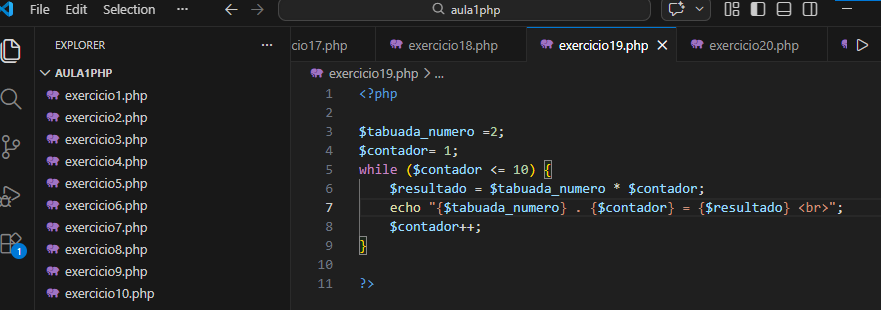 File Edit Selection ... aula1php
EXPLORER ...
AULA1PHP
exercicio1.php
exercicio2.php
exercicio3.php
exercicio4.php
exercicio5.php
exercicio6.php
exercicio7.php
exercicio8.php
exercicio9.php
exercicio10.php
1
cio17.php exercicio18.php exercicio19.php exercicio20.php
exercicio19.php > ...
1 <?php
2
3 $tabuada_numero =2;
4 $contador= 1;
5 while ($contador <= 10) {
6 $resultado = $tabuada_numero * $contador;
7 echo "{$tabuada_numero} . {$contador} = {$resultado} <br>";
8 $contador++;
9 }
10
11 ?>